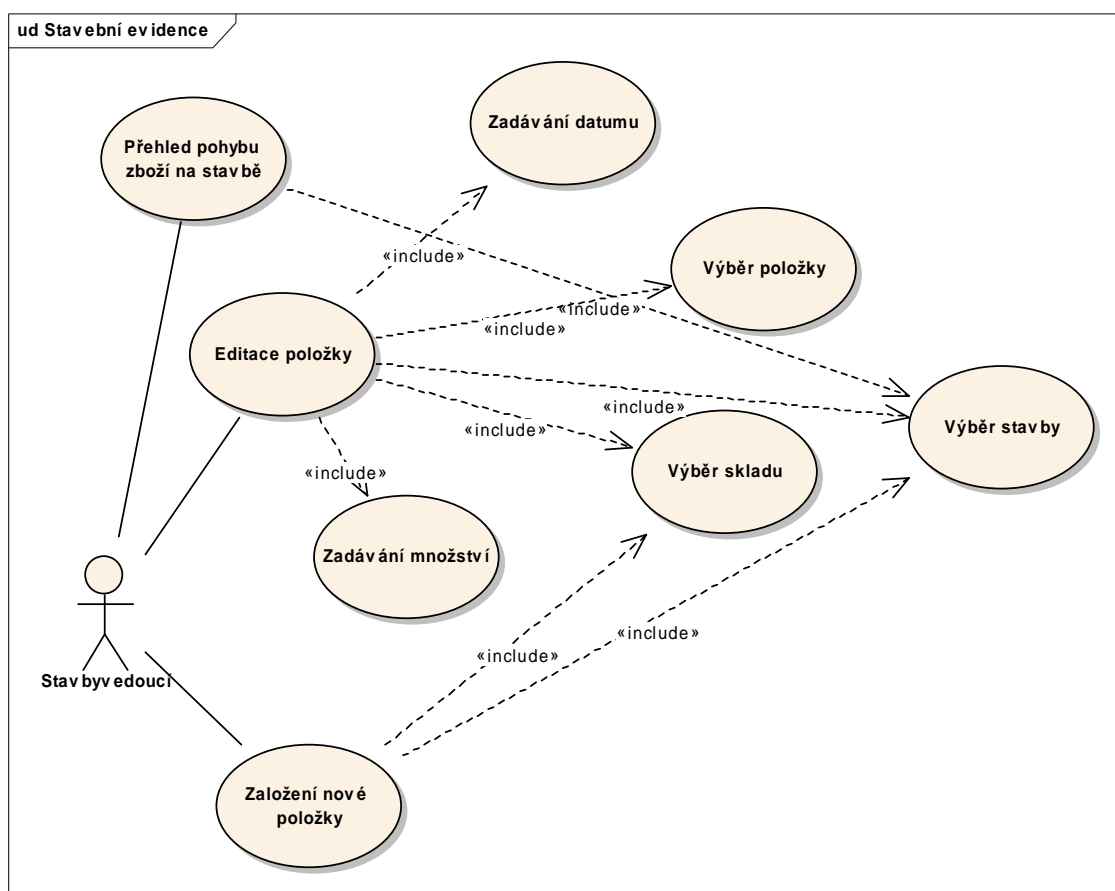 ud Stavební evidence
Zadávání datumu
Přehled pohybu
zboží na stavbě
«include»
Výběr položky
«include»
«include»
Editace položky
«include»
«include»
Výběr stavby
Výběr skladu
«include»
Zadávání množství
«include»
«include»
Stavbyvedoucí
Založení nové
položky